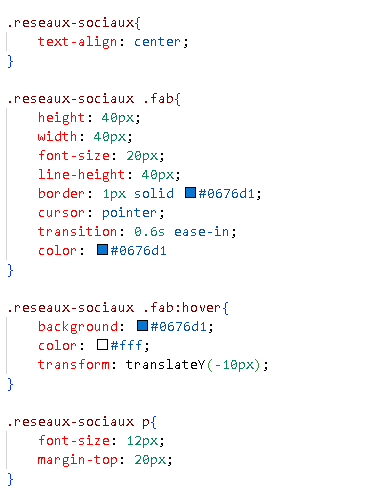 .reseaux-sociaux{
    text-align: center;
}

.reseaux-sociaux .fab{
    height: 40px;
    width: 40px;
    font-size: 20px;
    line-height: 40px;
    border: 1px solid #0676d1;
    cursor: pointer;
    transition: 0.6s ease-in;
    color: #0676d1
}

.reseaux-sociaux .fab:hover{
    background: #0676d1;
    color: #fff;
    transform: translateY(-10px);
}

.reseaux-sociaux p{
    font-size: 12px;
    margin-top: 20px;
}